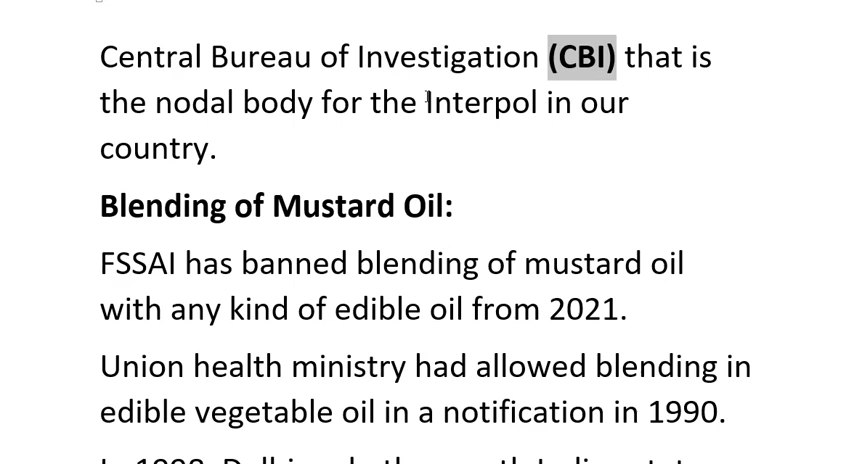 Central Bureau of Investigation (CBI) that is
the nodal body for the Interpol in our
country.
Blending of Mustard Oil:
FSSAI has banned blending of mustard oil
with any kind of edible oil from 2021.
Union health ministry had allowed blending in
edible vegetable oil in a notification in 1990.